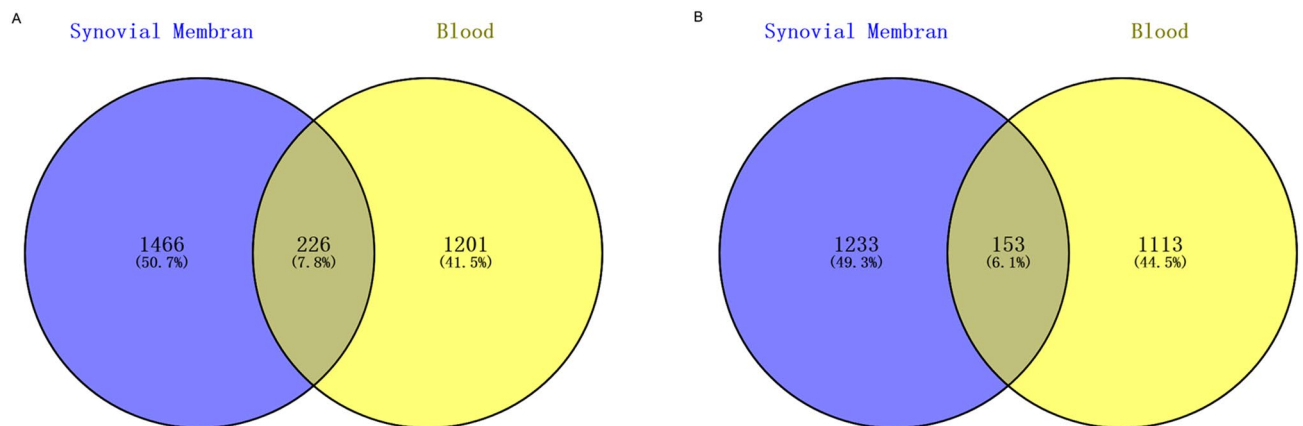 A
Synovial Membran
Blood
1466
(50.7%)
226
(7.8%)
1201
(41.5%)
B
Synovial Membran
Blood
1233
(49.3%)
153
(6.1%)
1113
(44.5%)